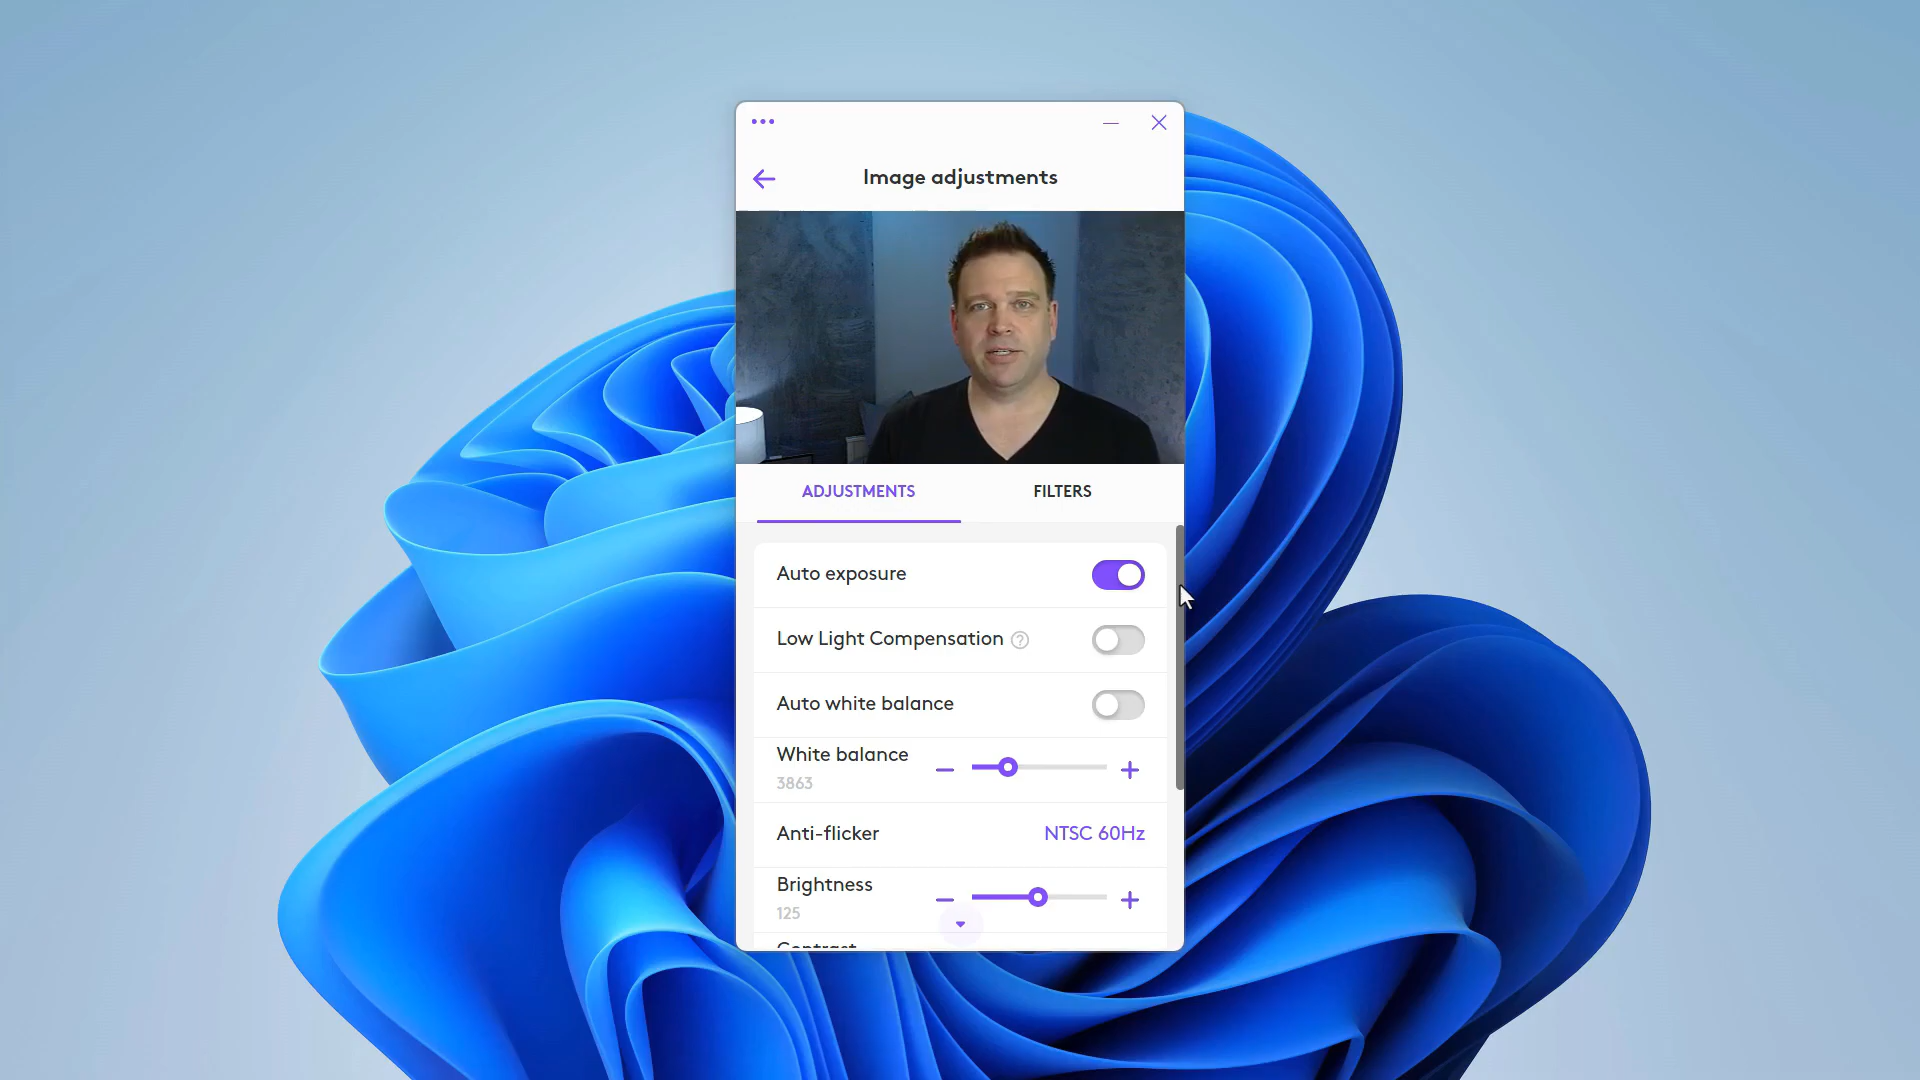 Image adjustments
ADJUSTMENTS
FILTERS
Auto exposure
Low Light Compensation ?
Auto white balance
White balance
3863
Anti-flicker
NTSC 60Hz
Brightness
125
Contrast